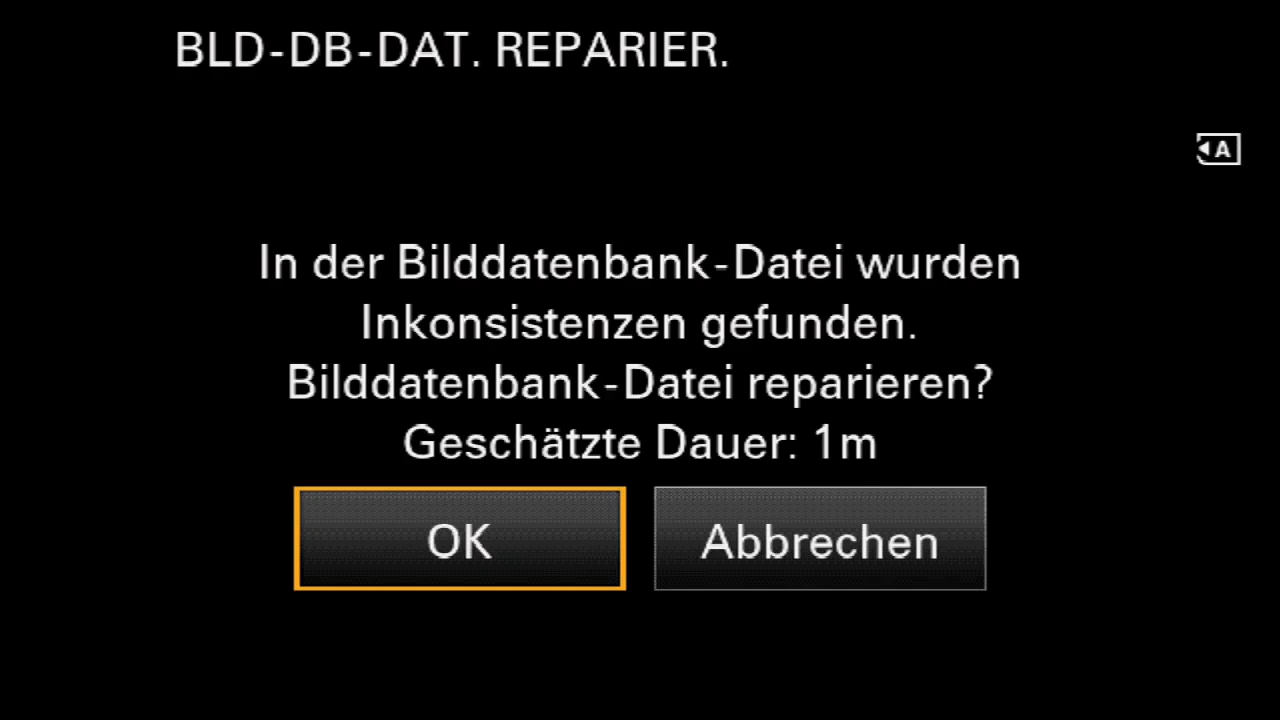 BLD-DB-DAT. REPARIER.
A
In der Bilddatenbank-Datei wurden
Inkonsistenzen gefunden.
Bilddatenbank-Datei reparieren?
Geschätzte Dauer: 1m
OK
Abbrechen